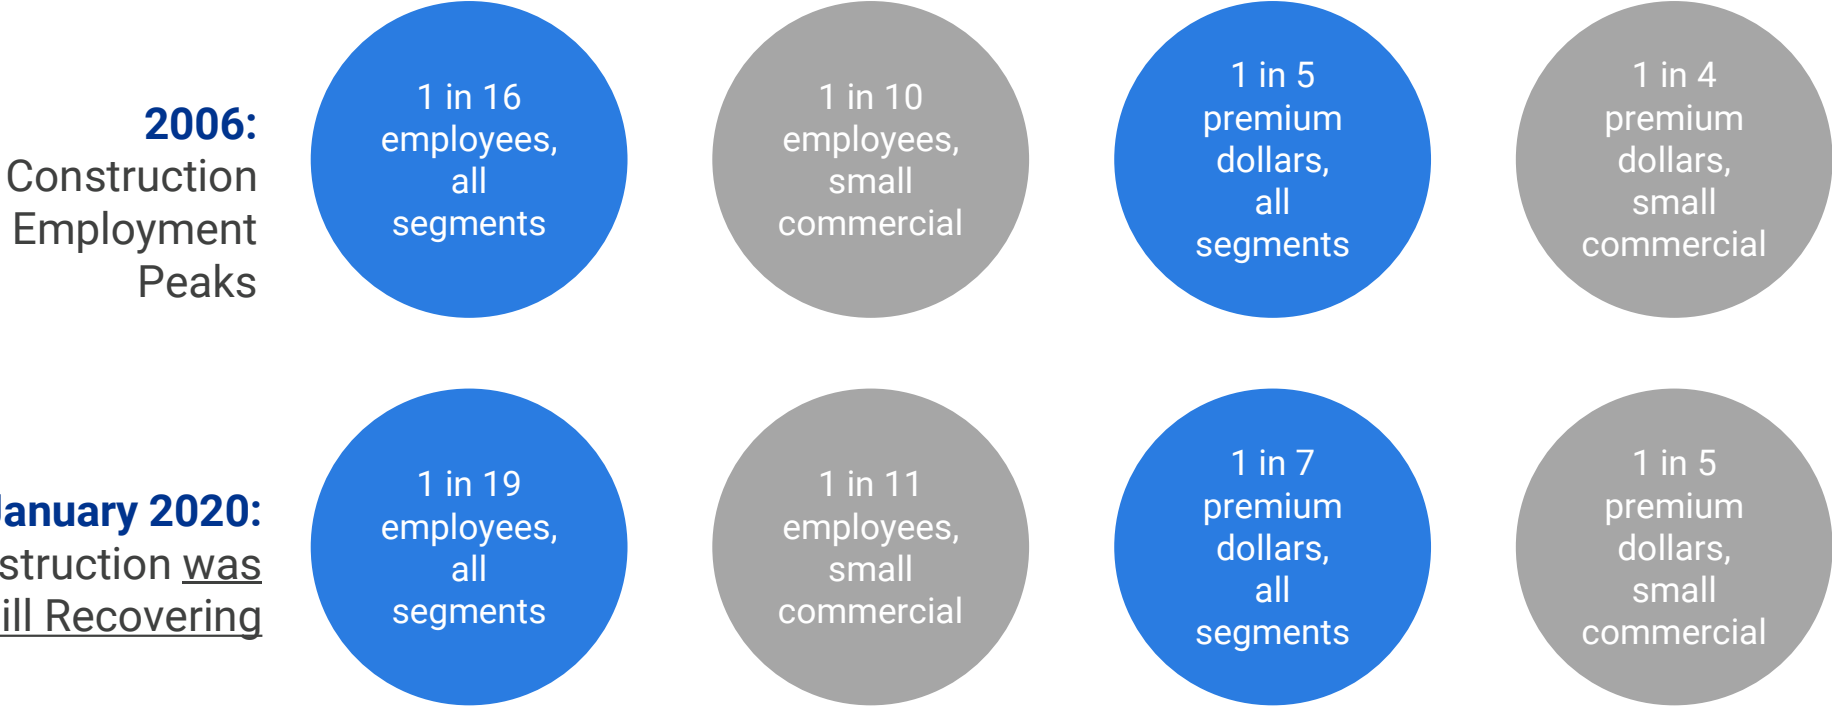 2006:
Construction
Employment
Peaks
1 in 16
employees,
all
segments
1 in 10
employees,
small
commercial
1 in 5
premium
dollars,
all
segments
1 in 4
premium
dollars,
small
commercial
January 2020:
struction was
ill Recovering
1 in 19
employees,
all
segments
1 in 11
employees,
small
commercial
1 in 7
premium
dollars,
all
segments
1 in 5
premium
dollars,
small
commercial